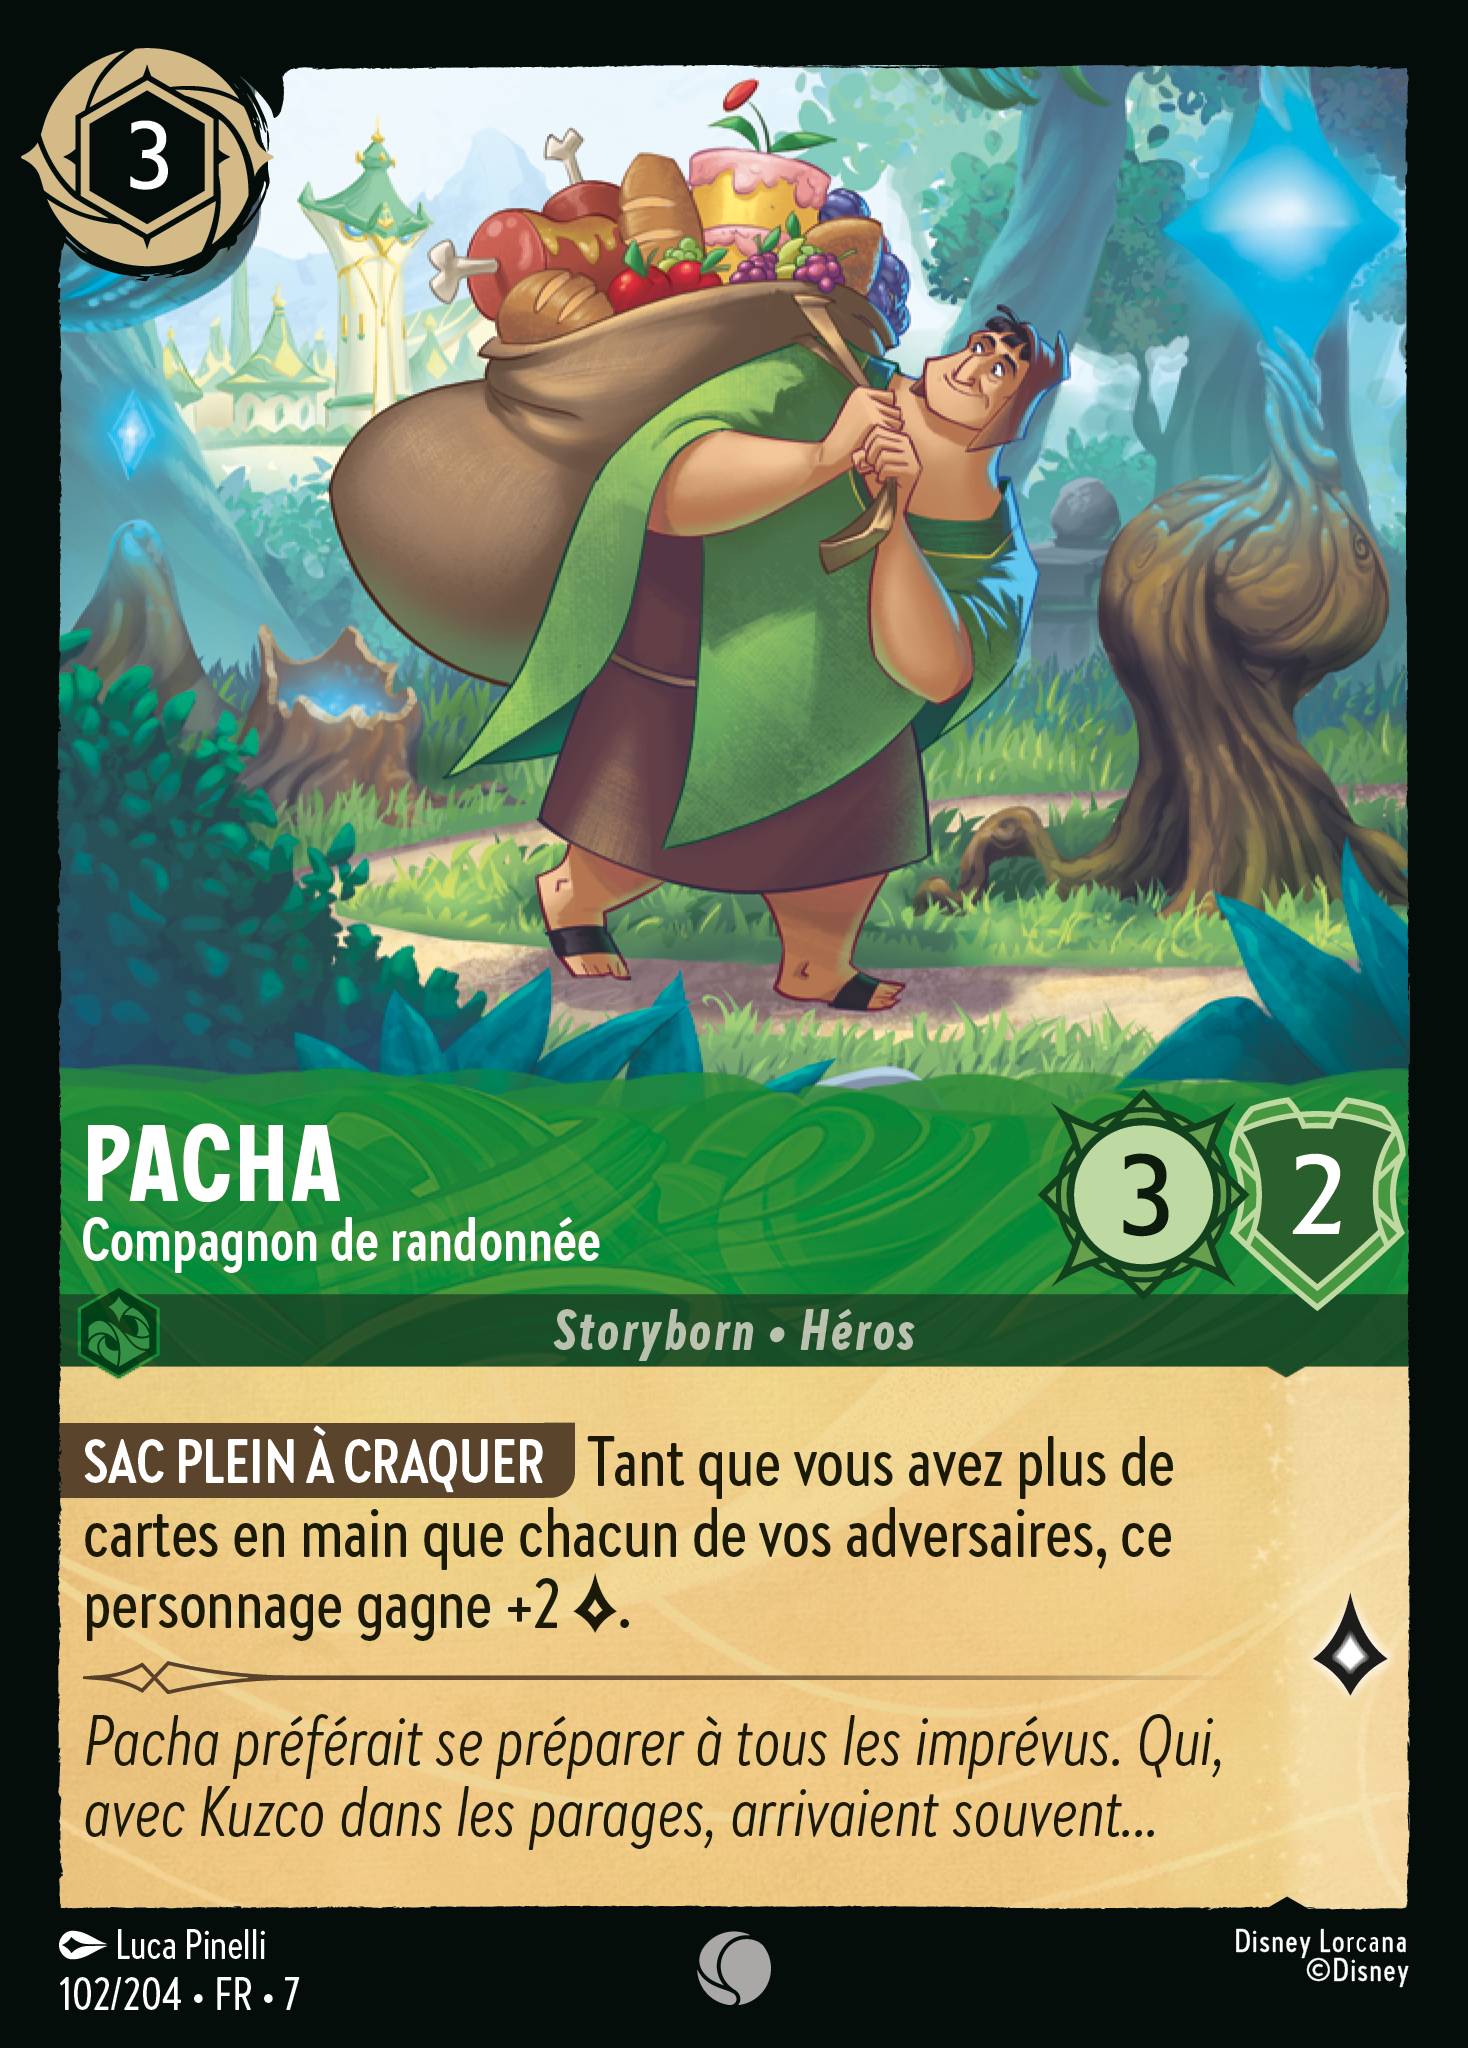 3
PACHA
Compagnon de randonnée
3
2
Storyborn • Héros
SAC PLEIN À CRAQUER Tant que vous avez plus de
cartes en main que chacun de vos adversaires, ce
personnage gagne +2 .
Pacha préférait se préparer à tous les imprévus. Qui,
avec Kuzco dans les parages, arrivaient souvent...
Luca Pinelli
102/204 • FR • 7
Disney Lorcana
©Disney